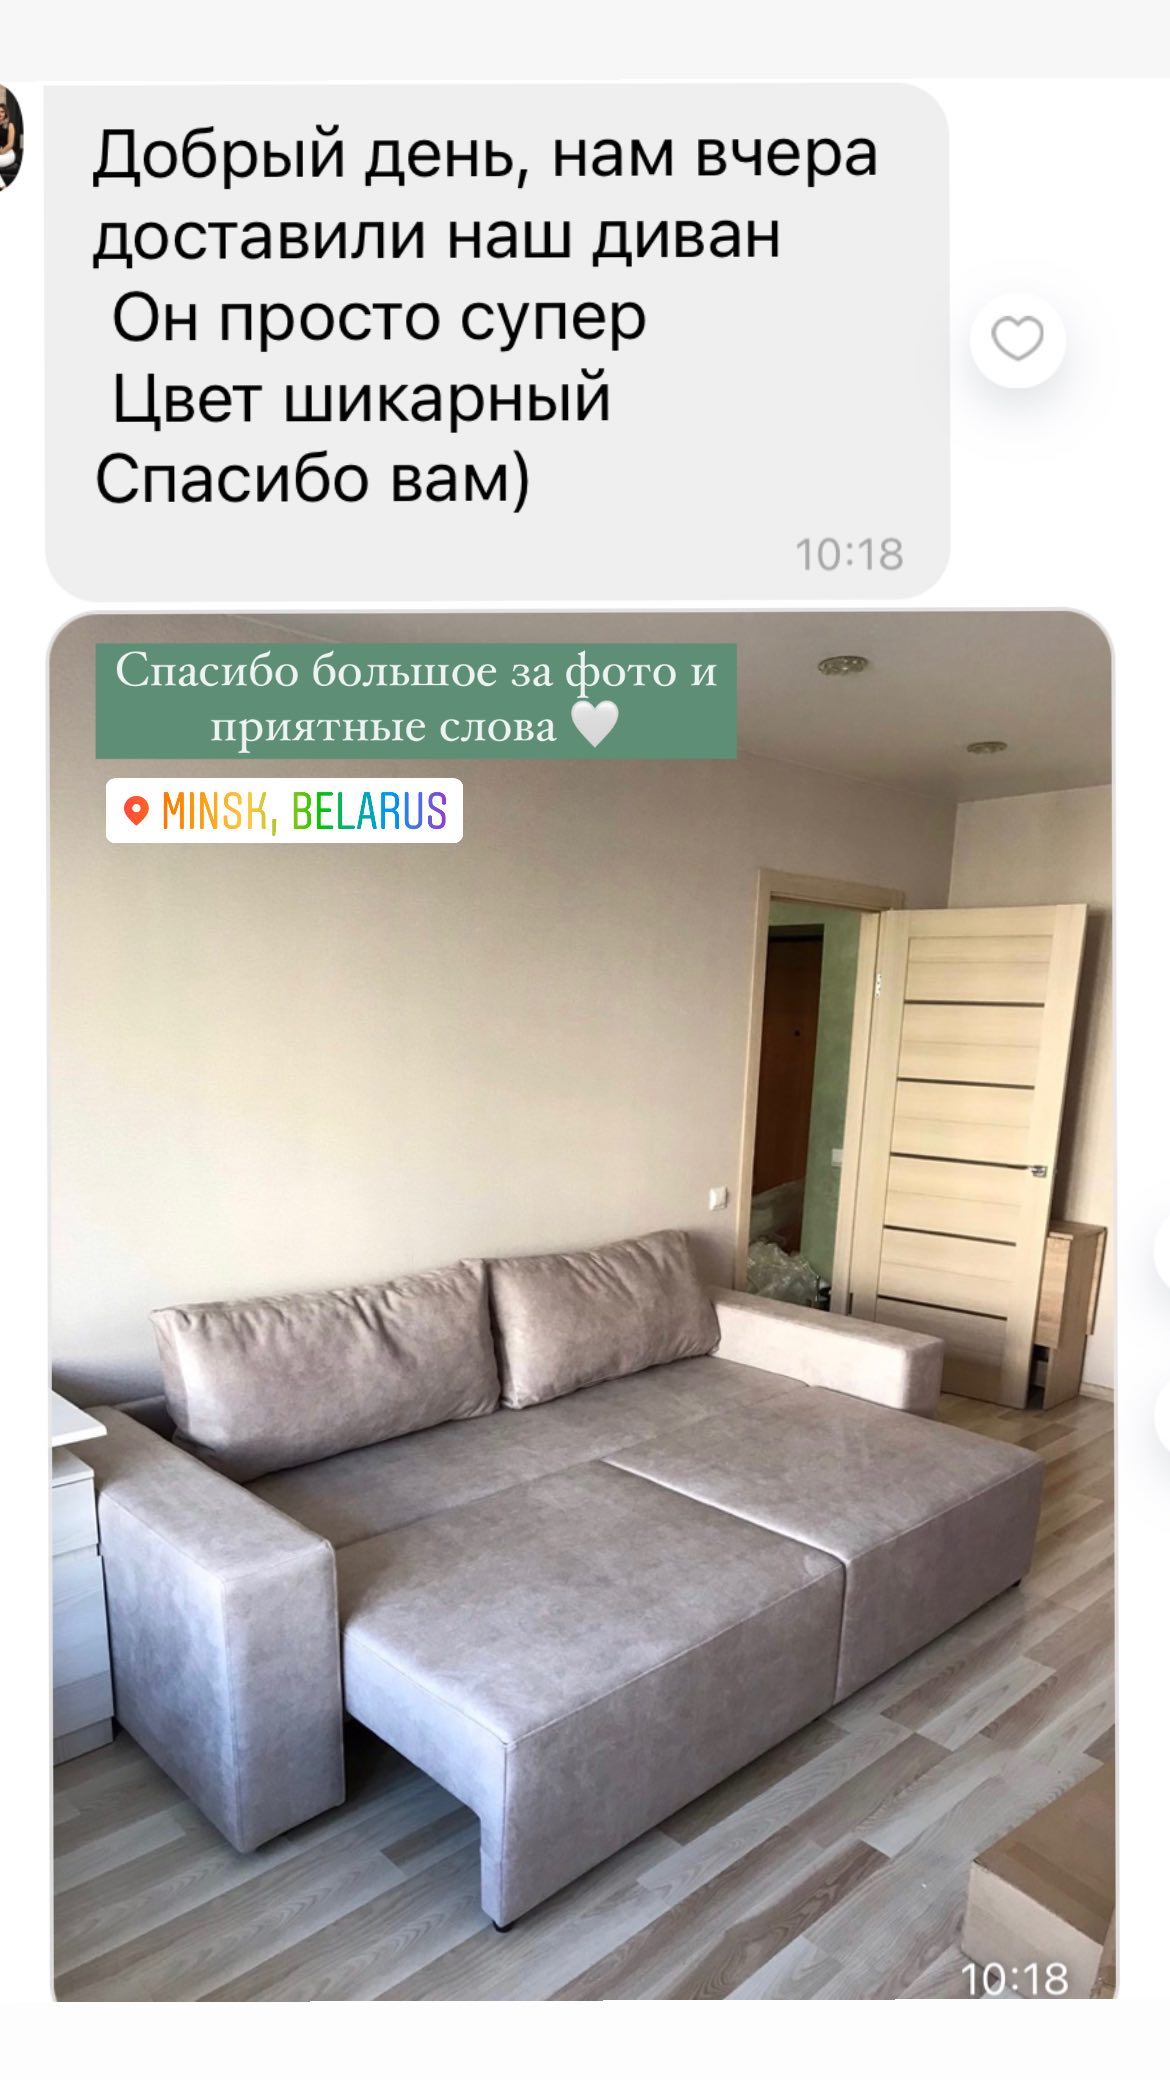 Добрый день, нам вчера
доставили наш диван
Он просто супер
Цвет шикарный
Спасибо вам)
10:18
Спасибо большое за фото и
приятные слова 🤍
MINSK, BELARUS
10:18